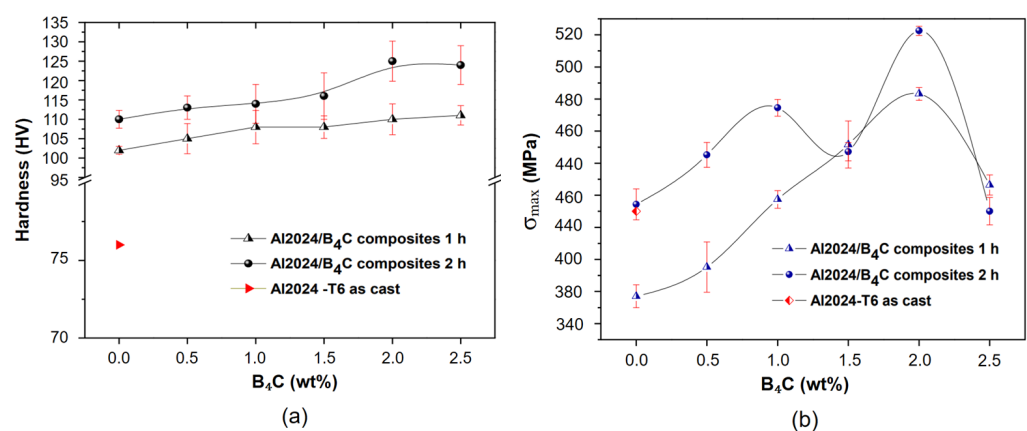 135
130
125
120
115
110
105
100
95
75
70
Hardness (HV)
Al2024/B₄C composites 1 h
Al2024/B₄C composites 2 h
Al2024 -T6 as cast
0.0 0.5 1.0 1.5 2.0 2.5
B₄C (wt%)
(a)
520
500
480
460
440
460
440
380
360
340
σmax (MPa)
Al2024/B₄C composites 1 h
Al2024/B₄C composites 2 h
Al2024-T6 as cast
0.0 0.5 1.0 1.5 2.0 2.5
B₄C (wt%)
(b)